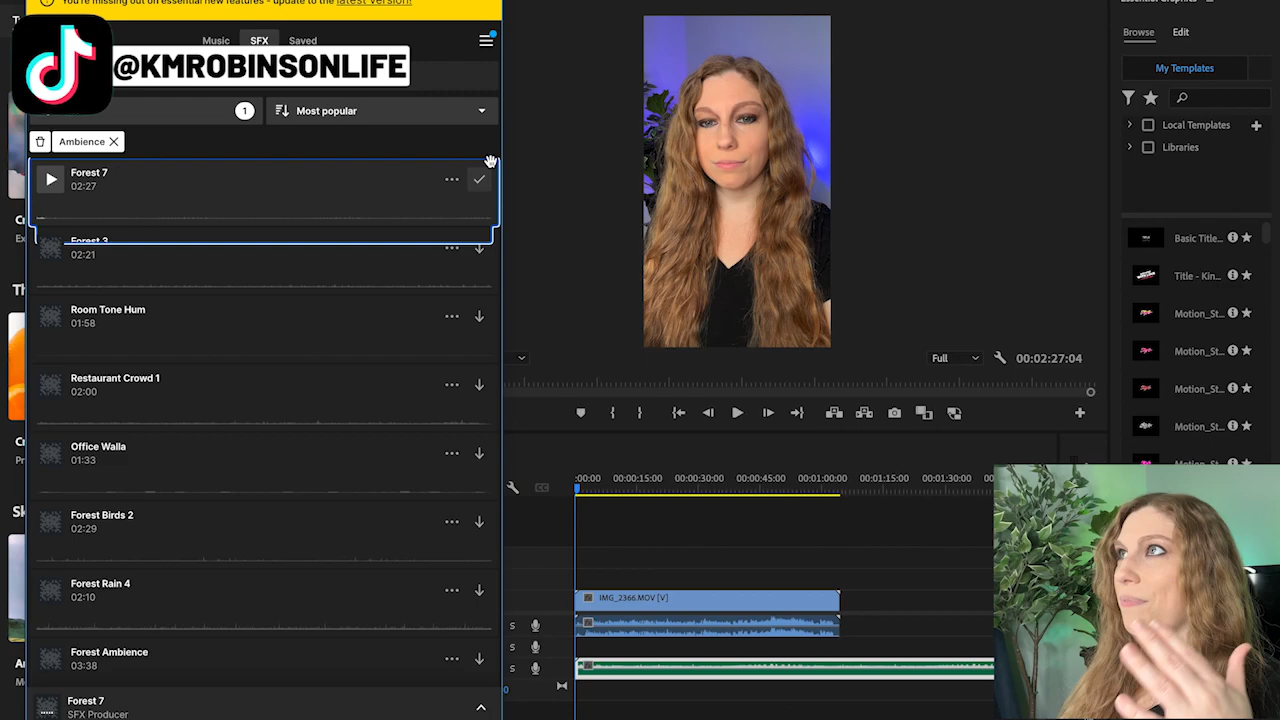 You're missing out on essential new features - update to the latest version!
Music SFX Saved
@KMROBINSONLIFE
1 Most popular
Ambience
Forest 7
02:27
Forest 3
02:21
Room Tone Hum
01:58
Restaurant Crowd 1
02:00
Office Walla
01:33
Forest Birds 2
02:29
Forest Rain 4
02:10
Forest Ambience
03:38
Forest 7
SFX Producer
Full 00:02:27:04
:00:00 00:00:15:00 00:00:30:00 00:00:45:00 00:01:00:00 00:01:15:00 00:01:30:00
IMG_2366.MOV [V]
S
S
S
Essential Graphics
Browse Edit
My Templates
Local Templates
Libraries
Basic Title...
Title - Kin...
Motion_St...
Motion_St...
Motion_St...
Motion_St...